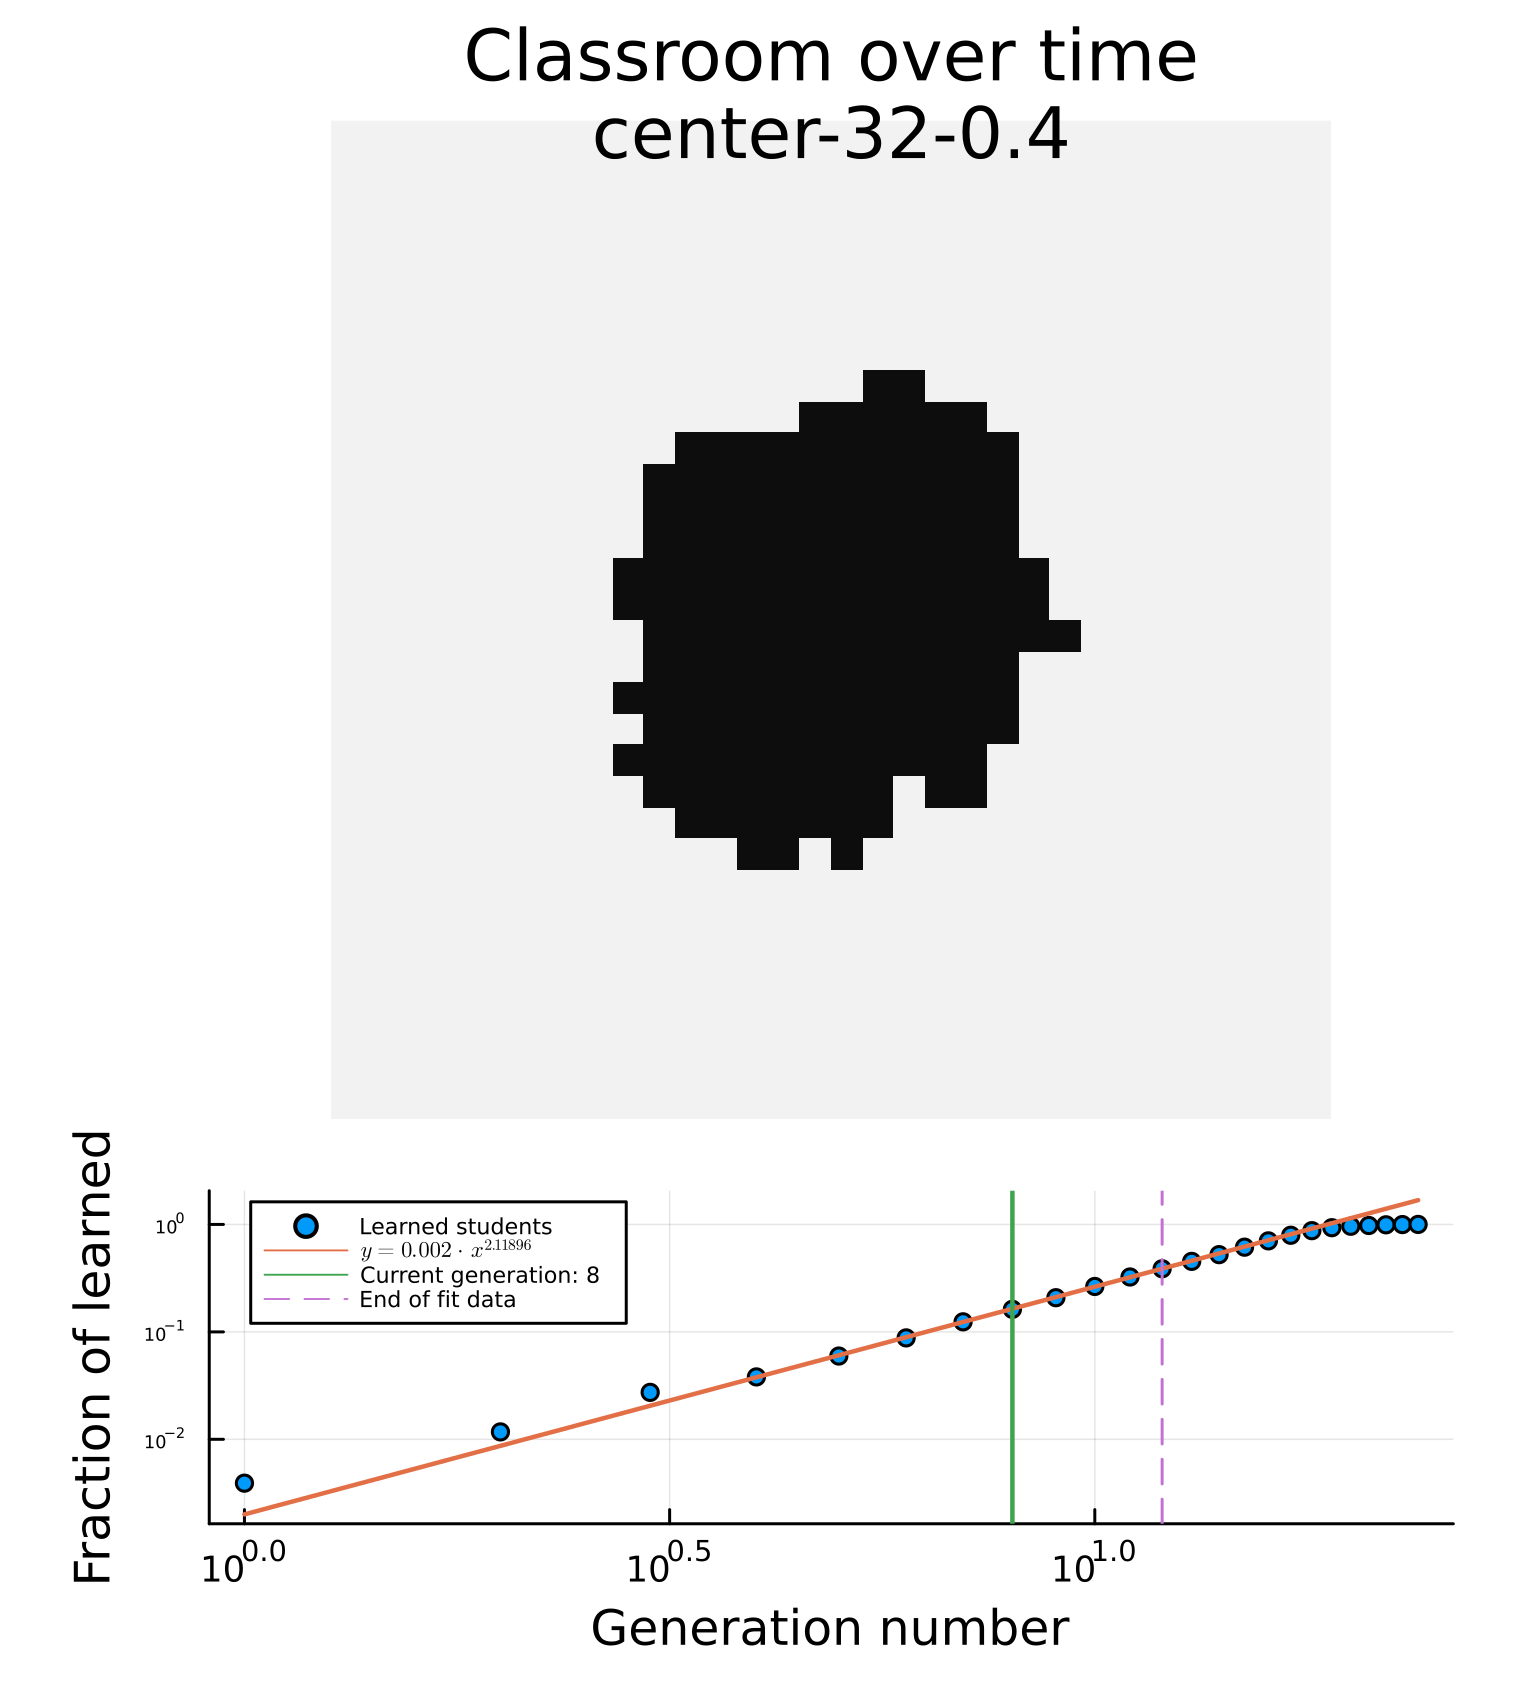 Classroom over time
center-32-0.4
Fraction of learned
10^0
10^−1
10^−2
Learned students
y = 0.002 · x^2.11896
Current generation: 8
End of fit data
10^0.0
10^0.5
10^1.0
Generation number